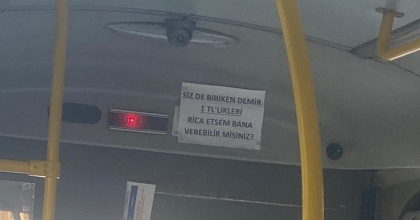 SİZ DE BİRİKEN DEMİR
1 TL'LİKLERİ
RİCA ETSEM BANA
VEREBİLİR MİSİNİZ?